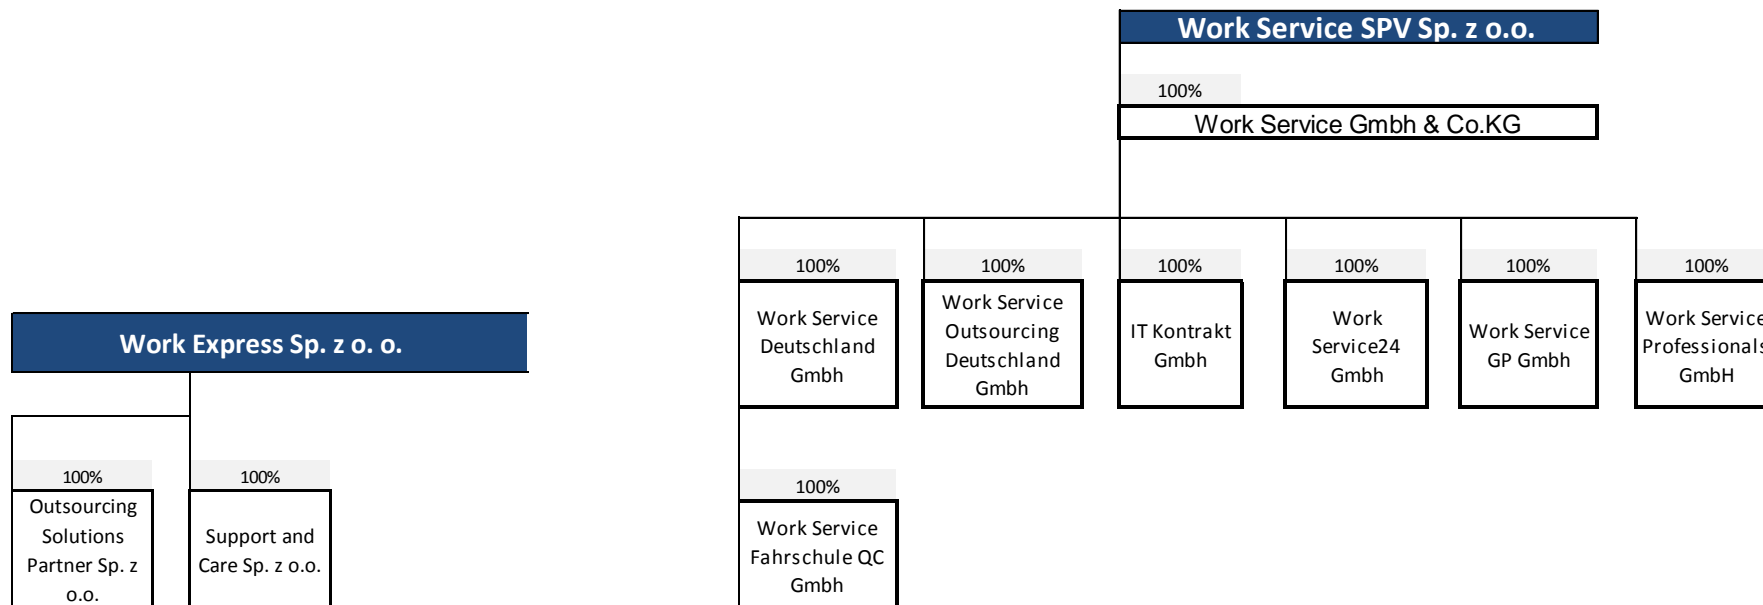 Work Service SPV Sp. z o.o.
100%
Work Service Gmbh & Co.KG
100%
Work Service
Deutschland
Gmbh
100%
Work Service
Outsourcing
Deutschland
Gmbh
100%
IT Kontrakt
Gmbh
100%
Work
Service24
Gmbh
100%
Work Service
GP Gmbh
100%
Work Service
Professionals
GmbH
Work Express Sp. z o. o.
100%
Outsourcing
Solutions
Partner Sp. z
o.o.
100%
Support and
Care Sp. z o.o.
100%
Work Service
Fahrschule QC
Gmbh